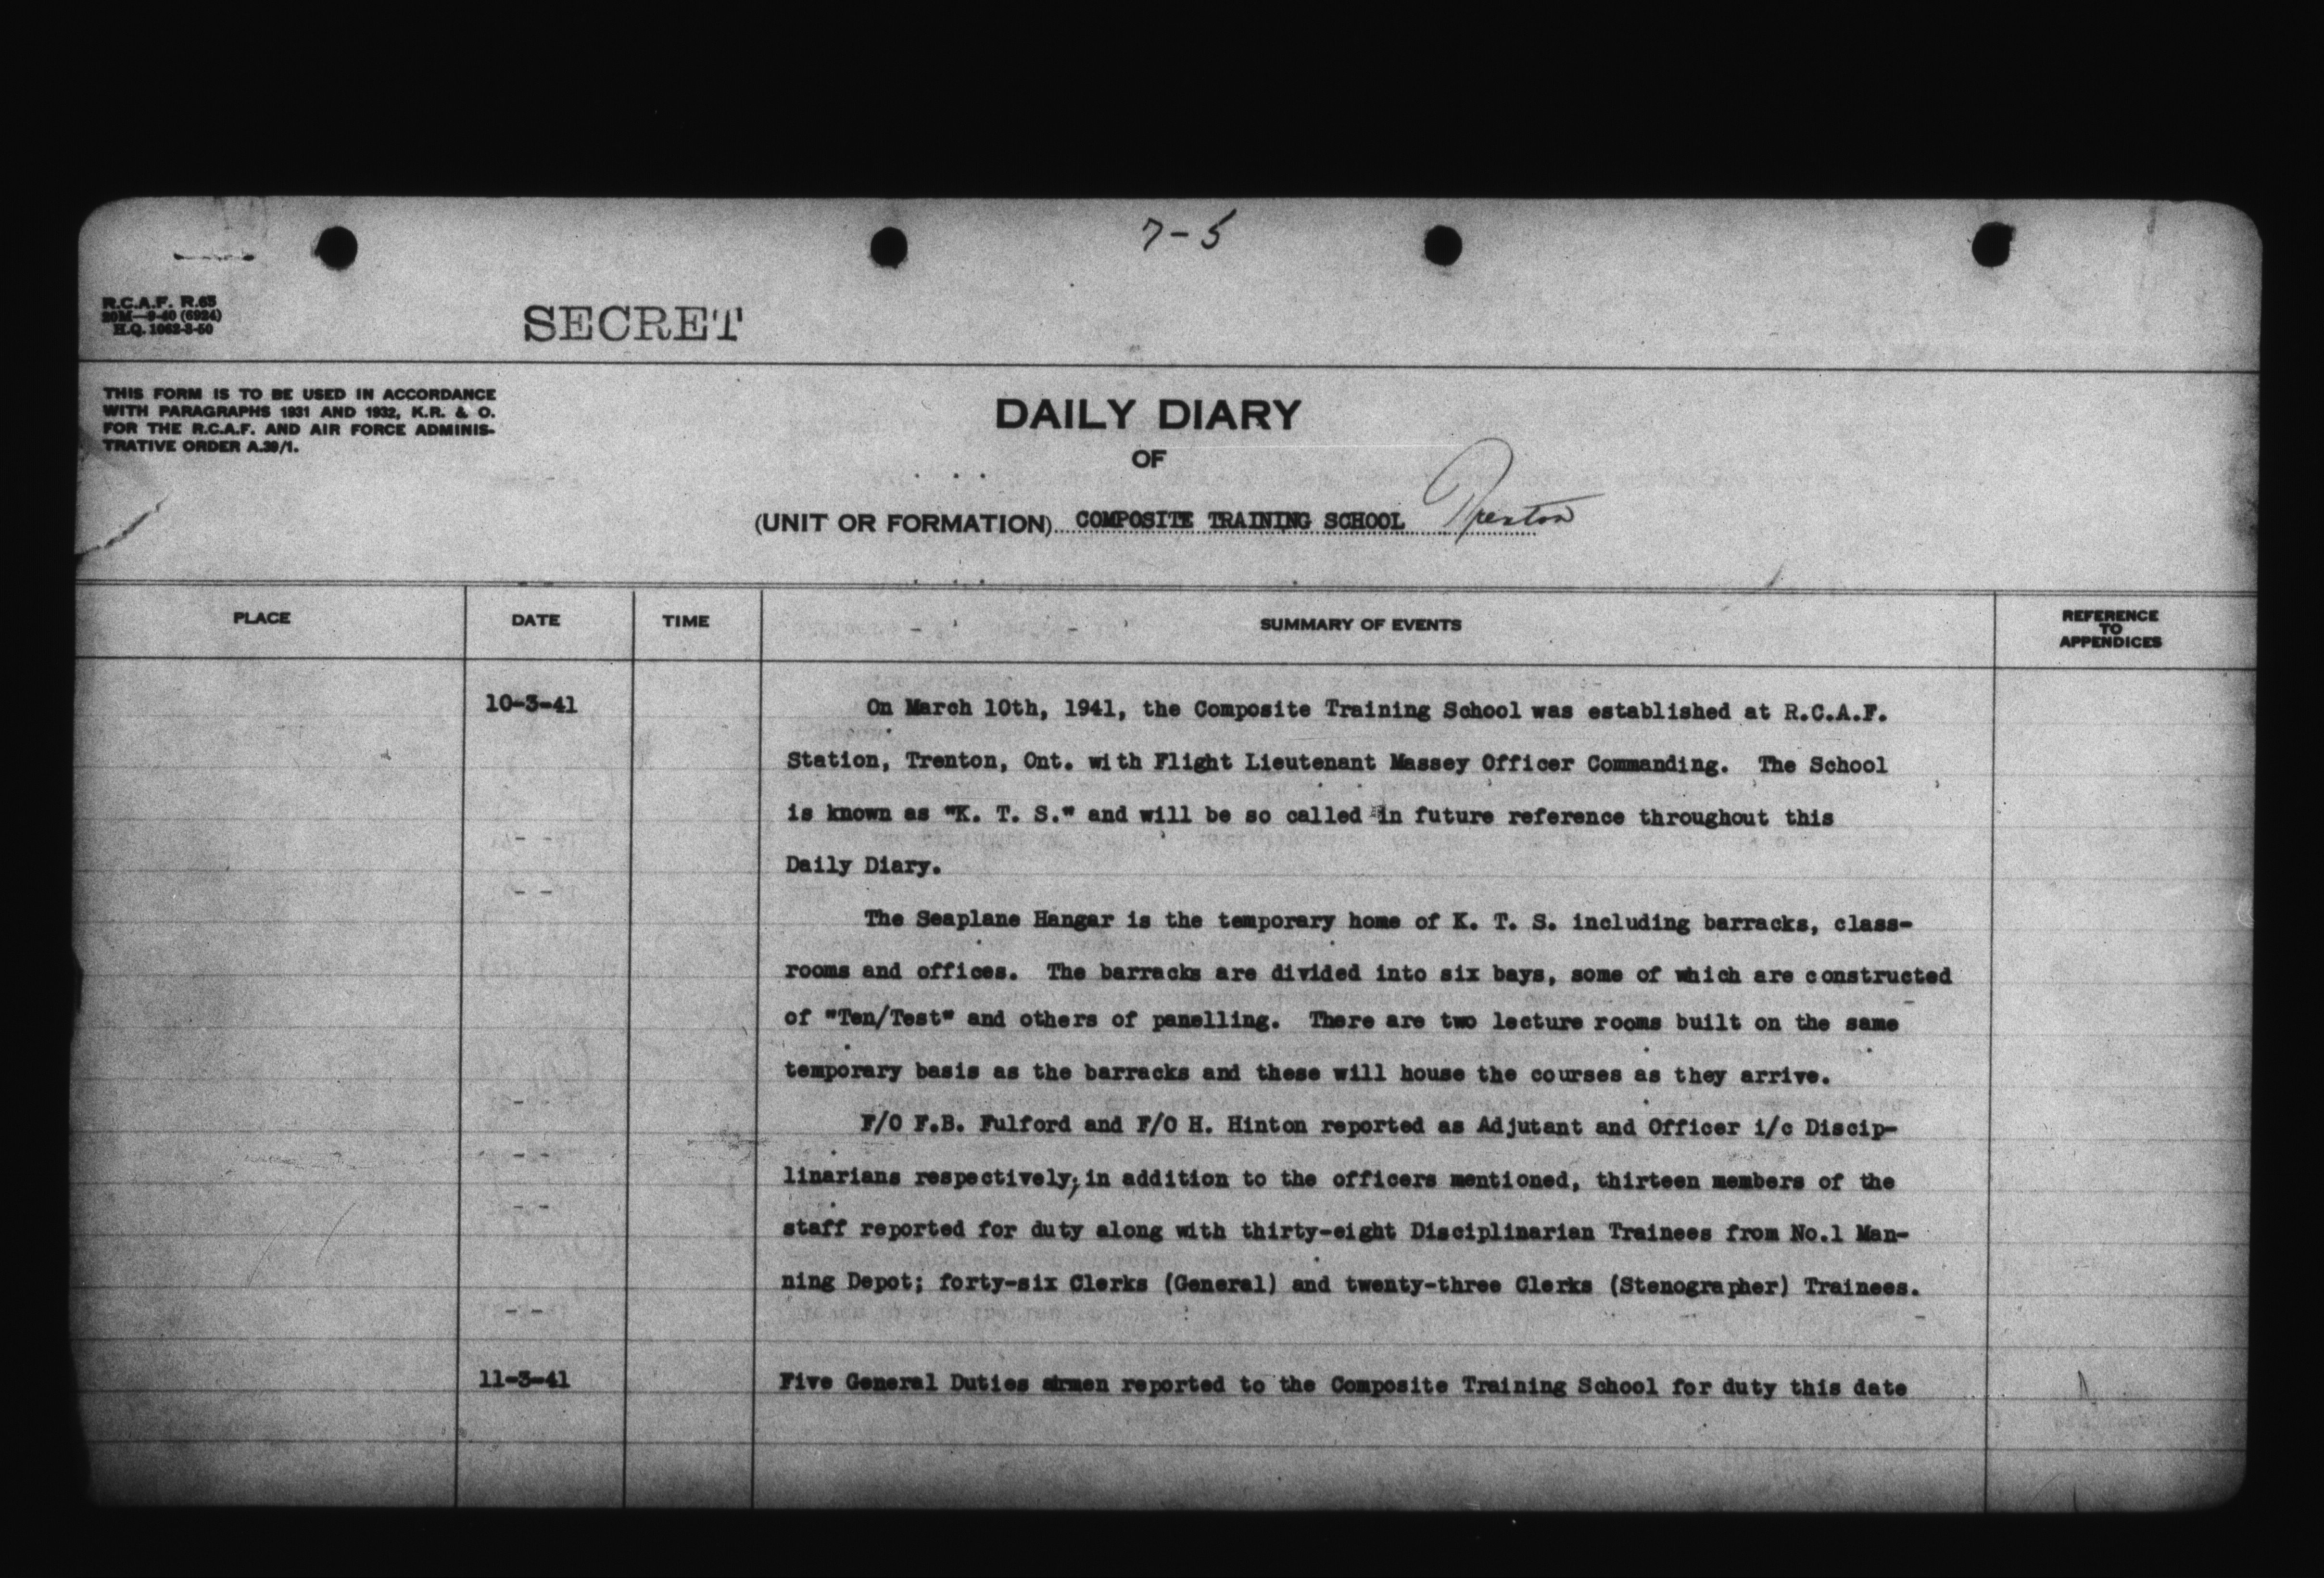 7-5
R.C.A.F. R.65
20M—9-40 (6924)
H.Q. 1062-3-50
SECRET
THIS FORM IS TO BE USED IN ACCORDANCE
WITH PARAGRAPHS 1931 AND 1932, K.R. & O.
FOR THE R.C.A.F. AND AIR FORCE ADMINIS-
TRATIVE ORDER A.39/1.
DAILY DIARY
OF
(UNIT OR FORMATION) COMPOSITE TRAINING SCHOOL Trenton
PLACE DATE TIME SUMMARY OF EVENTS REFERENCE TO APPENDICES
10-3-41 On March 10th, 1941, the Composite Training School was established at R.C.A.F.
Station, Trenton, Ont. with Flight Lieutenant Massey Officer Commanding. The School
is known as "K. T. S." and will be so called in future reference throughout this
Daily Diary.
The Seaplane Hangar is the temporary home of K. T. S. including barracks, class-
rooms and offices. The barracks are divided into six bays, some of which are constructed
of "Ten/Test" and others of panelling. There are two lecture rooms built on the same
temporary basis as the barracks and these will house the courses as they arrive.
F/O F.B. Fulford and F/O H. Hinton reported as Adjutant and Officer i/c Discip-
linarians respectively; in addition to the officers mentioned, thirteen members of the
staff reported for duty along with thirty-eight Disciplinarian Trainees from No.1 Man-
ning Depot; forty-six Clerks (General) and twenty-three Clerks (Stenographer) Trainees.
11-3-41 Five General Duties airmen reported to the Composite Training School for duty this date